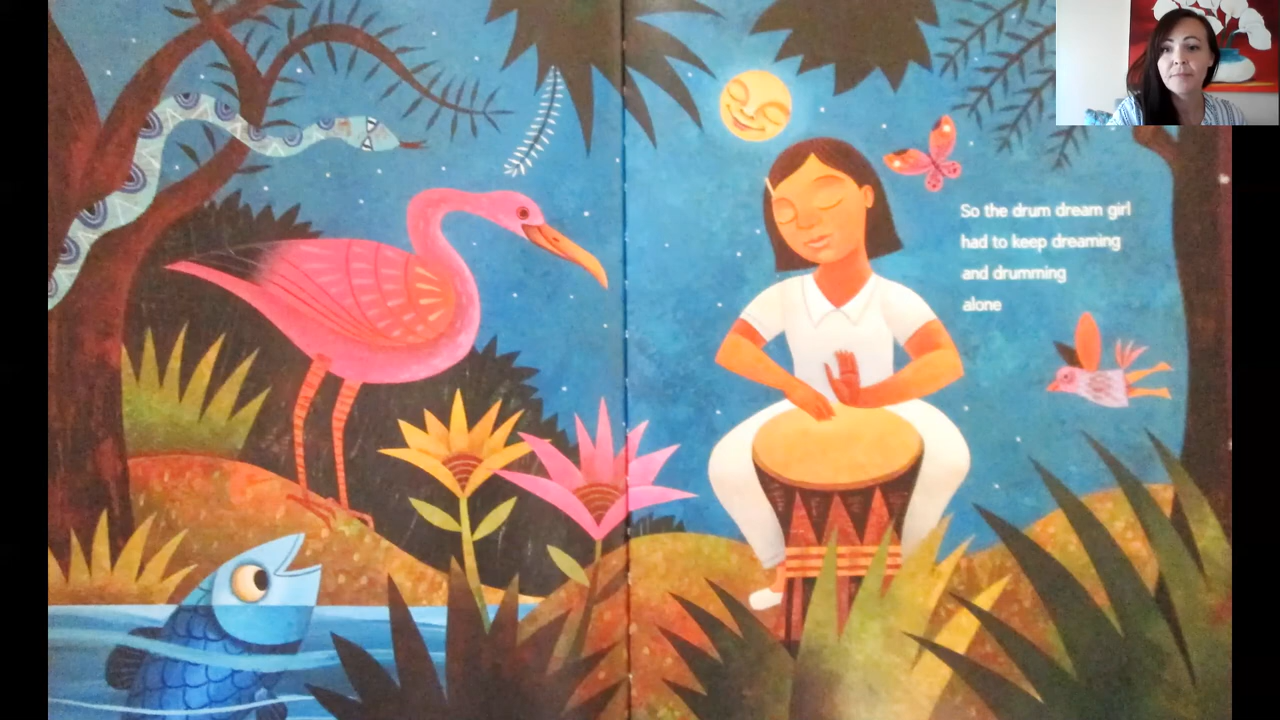 So the drum dream girl
had to keep dreaming
and drumming
alone